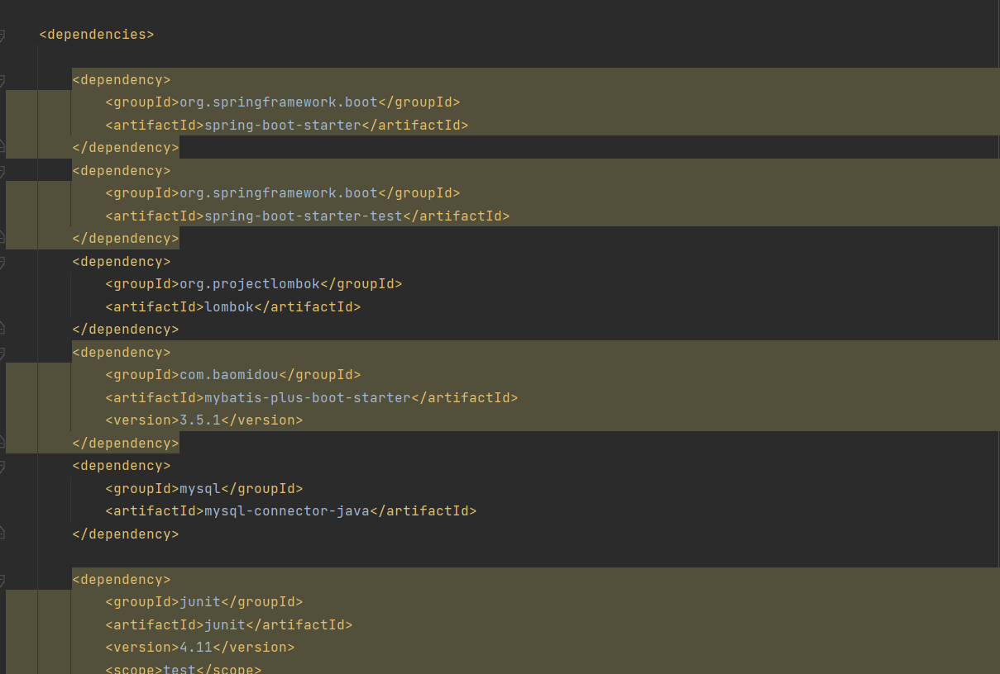 <dependencies>
<dependency>
<groupId>org.springframework.boot</groupId>
<artifactId>spring-boot-starter</artifactId>
</dependency>
<dependency>
<groupId>org.springframework.boot</groupId>
<artifactId>spring-boot-starter-test</artifactId>
</dependency>
<dependency>
<groupId>org.projectlombok</groupId>
<artifactId>lombok</artifactId>
</dependency>
<dependency>
<groupId>com.baomidou</groupId>
<artifactId>mybatis-plus-boot-starter</artifactId>
<version>3.5.1</version>
</dependency>
<dependency>
<groupId>mysql</groupId>
<artifactId>mysql-connector-java</artifactId>
</dependency>
<dependency>
<groupId>junit</groupId>
<artifactId>junit</artifactId>
<version>4.11</version>
<scope>test</scope>